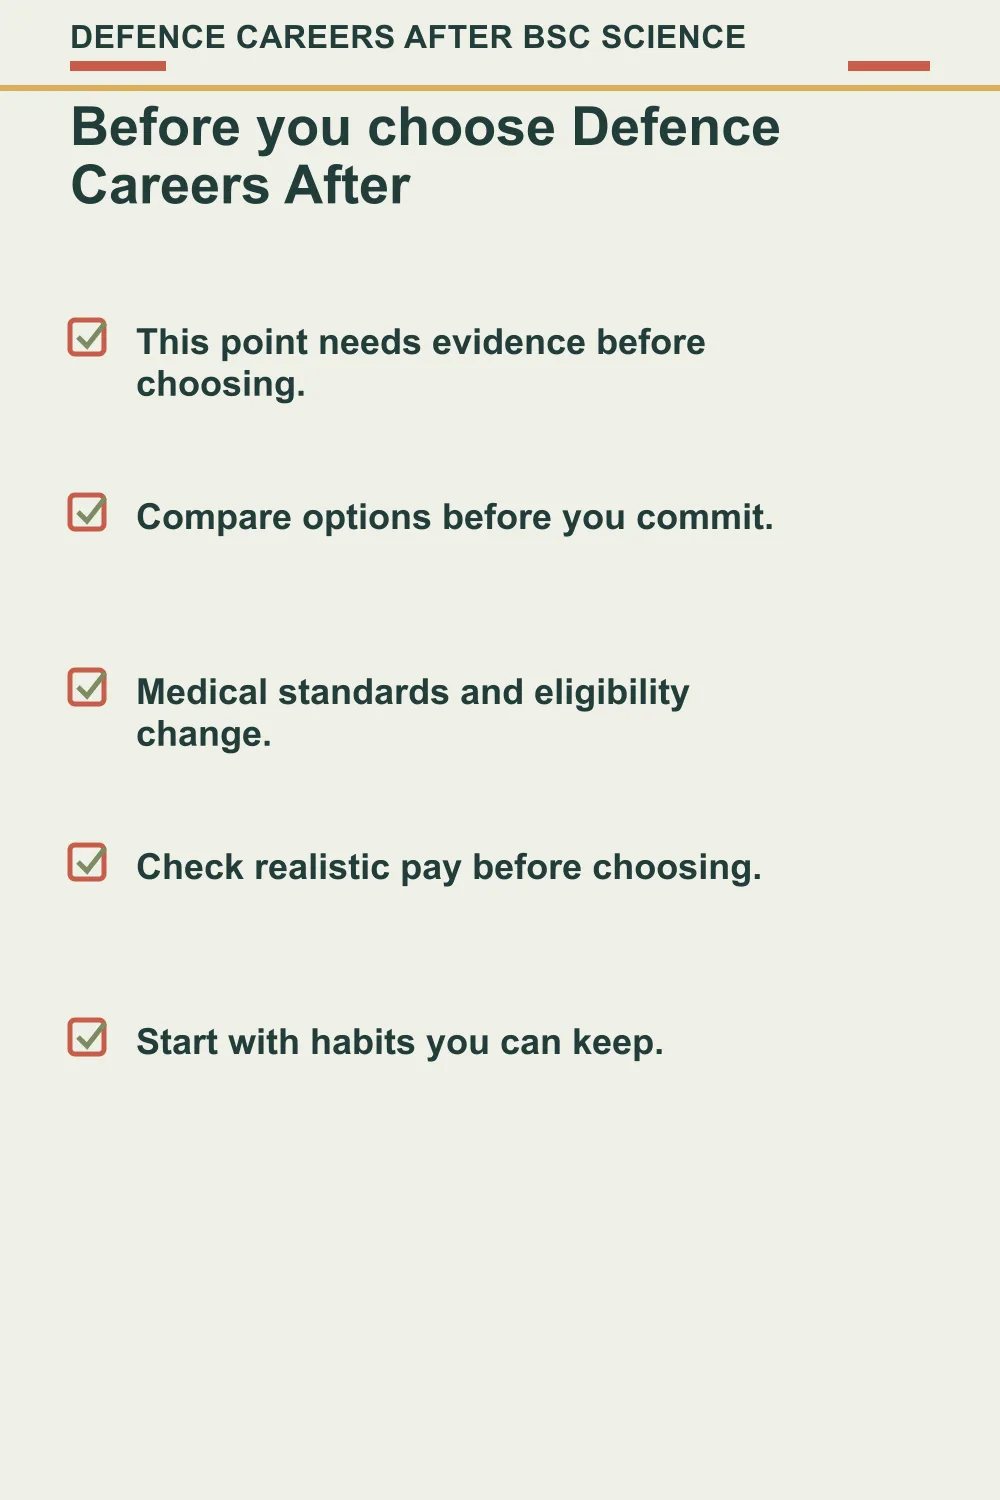 DEFENCE CAREERS AFTER BSC SCIENCE
Before you choose Defence
Careers After
This point needs evidence before
choosing.
Compare options before you commit.
Medical standards and eligibility
change.
Check realistic pay before choosing.
Start with habits you can keep.